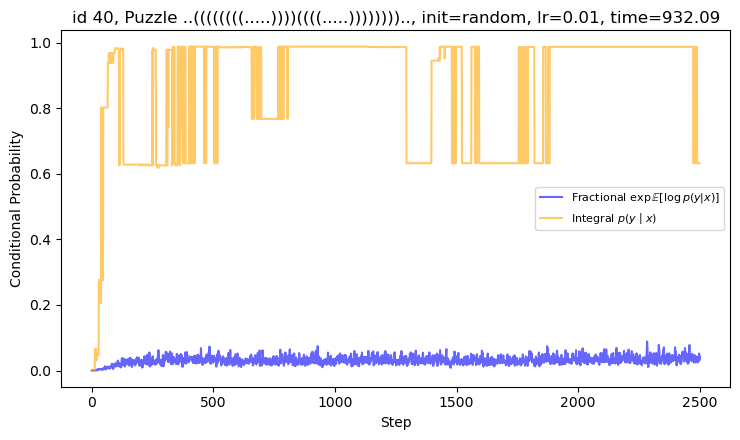 id 40, Puzzle ..((((((((.....))))((((.....)))))))).., init=random, lr=0.01, time=932.09
Conditional Probability
1.0
0.8
0.6
0.4
0.2
0.0
Fractional exp𝔼[log p(y|x)]
Integral p(y | x)
0
500
1000
1500
2000
2500
Step